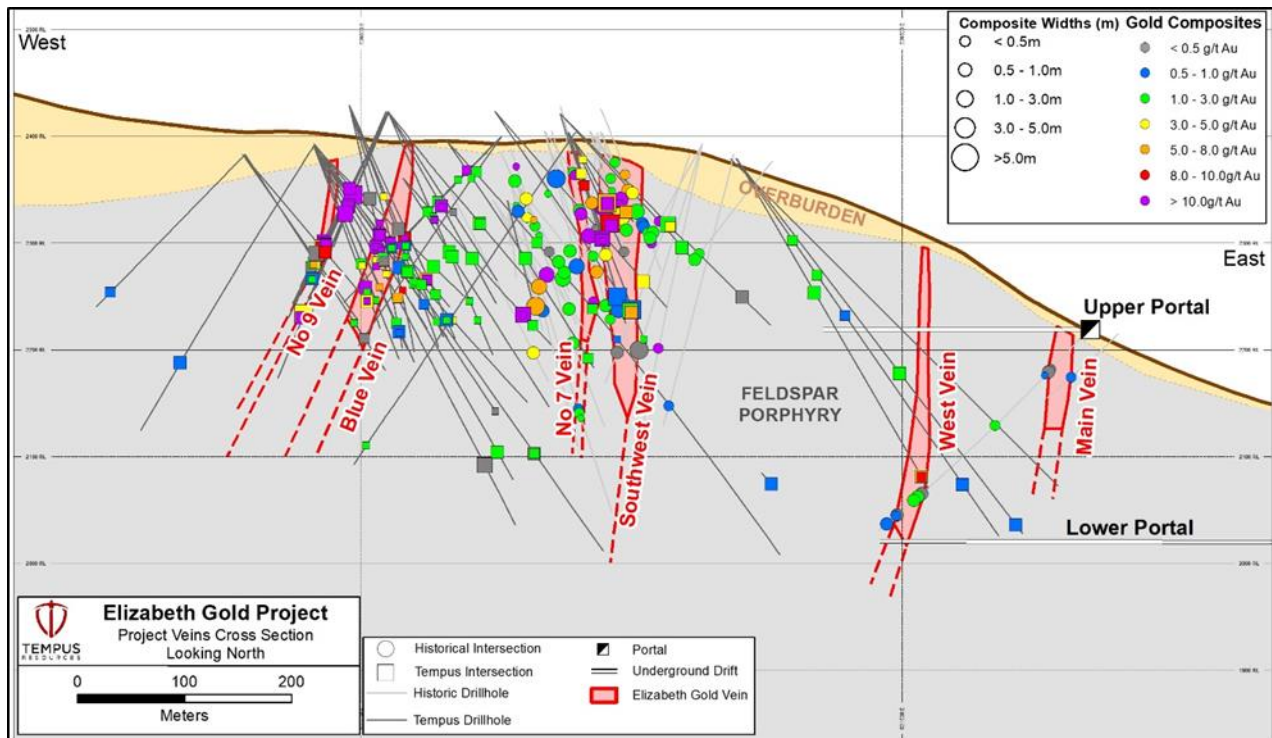 West
East
Composite Widths (m)
< 0.5m
0.5 - 1.0m
1.0 - 3.0m
3.0 - 5.0m
>5.0m
Gold Composites
< 0.5 g/t Au
0.5 - 1.0g/t Au
1.0 - 3.0 g/t Au
3.0 - 5.0 g/t Au
5.0 - 8.0 g/t Au
8.0 - 10.0g/t Au
> 10.0g/t Au
OVERBURDEN
Upper Portal
No 9 Vein
Blue Vein
No 7 Vein
Southwest Vein
FELDSPAR
PORPHYRY
West Vein
Main Vein
Lower Portal
TEMPUS
RESOURCES
Elizabeth Gold Project
Project Veins Cross Section
Looking North
0 100 200
Meters
Historical Intersection
Tempus Intersection
Historic Drillhole
Tempus Drillhole
Portal
Underground Drift
Elizabeth Gold Vein